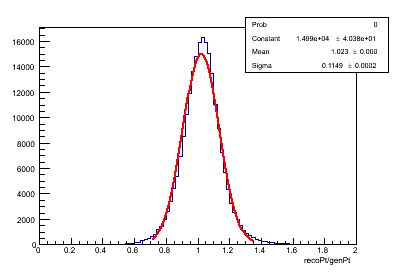 Prob 0
Constant 1.499e+04 ± 4.038e+01
Mean 1.023 ± 0.000
Sigma 0.1149 ± 0.0002
16000
14000
12000
10000
8000
6000
4000
2000
0
0 0.2 0.4 0.6 0.8 1 1.2 1.4 1.6 1.8 2
recoPt/genPt